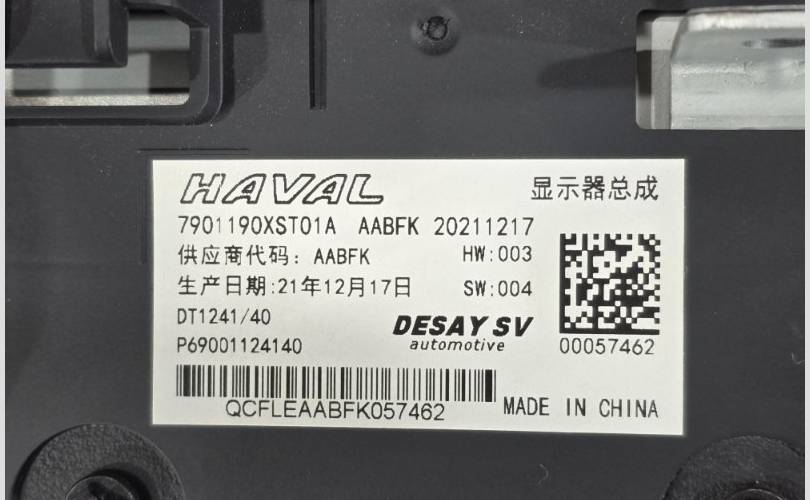 HAVAL 显示器总成
7901190XST01A AABFK 20211217
供应商代码: AABFK HW:003
生产日期:21年12月17日 SW:004
DT1241/40
DESAY SV
automotive
P69001124140
00057462
QCFLEAABFK057462
MADE IN CHINA